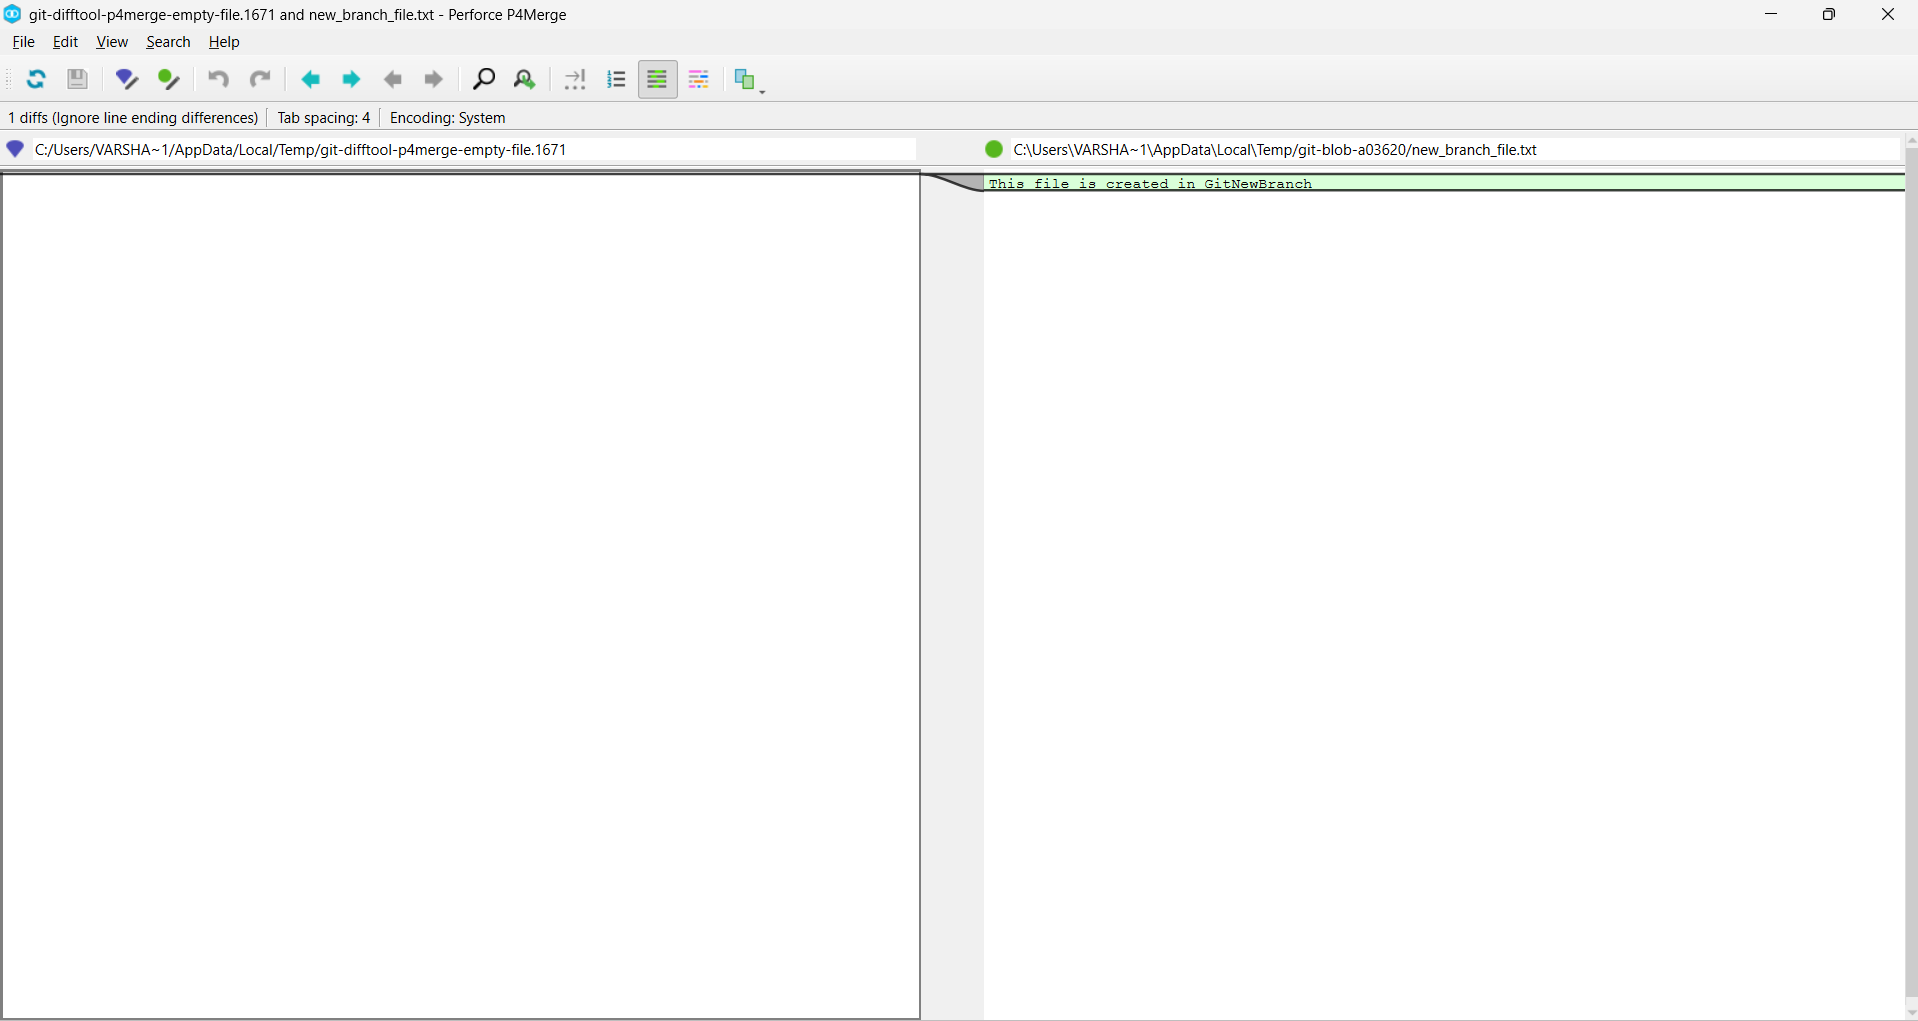 git-difftool-p4merge-empty-file.1671 and new_branch_file.txt - Perforce P4Merge
File Edit View Search Help
1 diffs (Ignore line ending differences) Tab spacing: 4 Encoding: System
C:/Users/VARSHA~1/AppData/Local/Temp/git-difftool-p4merge-empty-file.1671
C:\Users\VARSHA~1\AppData\Local\Temp/git-blob-a03620/new_branch_file.txt
This file is created in GitNewBranch